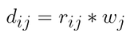 d_{ij} = r_{ij} * w_j